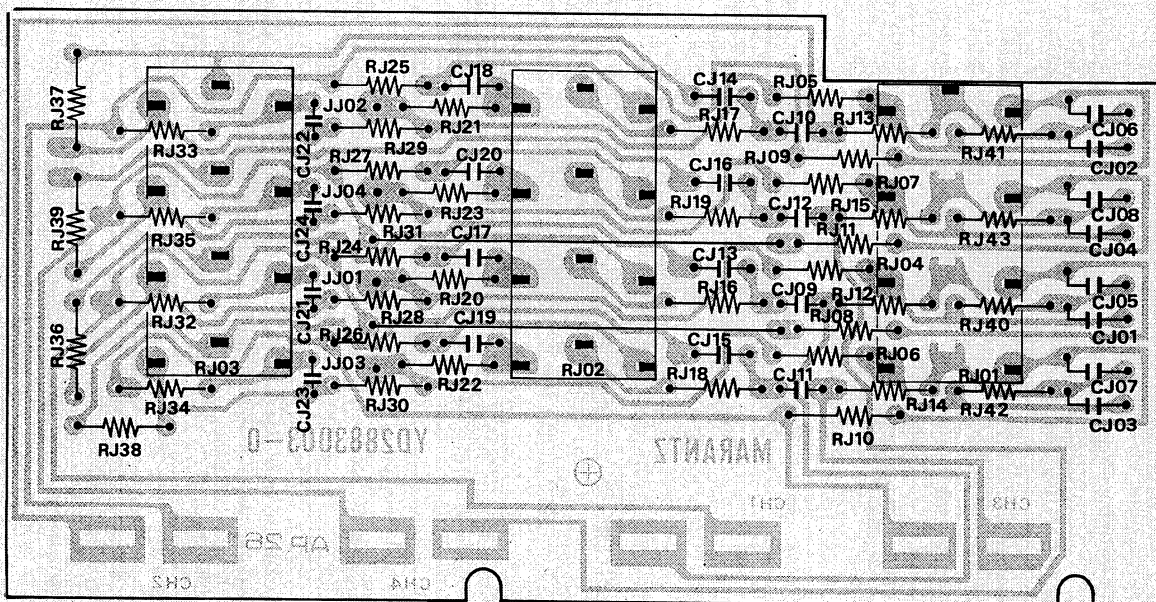 RJ25 CJ18 CJ14 RJ05
RJ37 JJ02 RJ17 CJ10 RJ13 CJ06
RJ33 CJ22 RJ29 RJ21 RJ41 CJ02
RJ27 CJ20 CJ16 RJ09
JJ04 RJ07
RJ39 RJ35 CJ24 RJ23 RJ19 CJ12 RJ15 CJ08
RJ31 RJ11 RJ43 CJ04
RJ24 CJ17 CJ13 RJ04
JJ01 RJ20 RJ16 CJ09 RJ12 CJ05
RJ36 RJ32 CJ21 RJ28 RJ08 RJ40 CJ01
RJ26 CJ19 CJ15 RJ06
RJ03 JJ03 RJ22 RJ02 RJ18 CJ11 RJ01 CJ07
RJ34 CJ23 RJ30 RJ14 RJ42 CJ03
RJ38 RJ10
YD2883003-0 MARANTZ
CH1 CH3
AP26
CH2 CH4